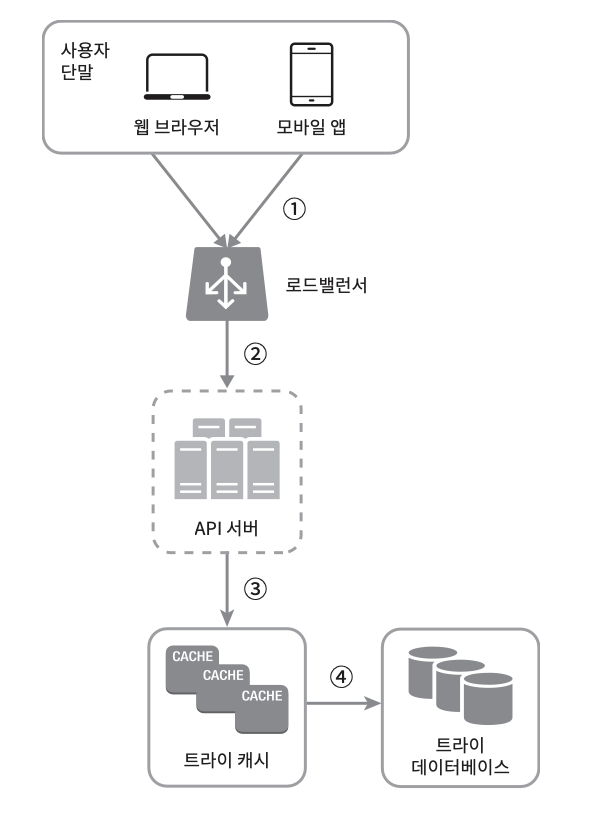 사용자
단말
웹 브라우저
모바일 앱
①
로드밸런서
②
API 서버
③
CACHE
CACHE
CACHE
트라이 캐시
④
트라이
데이터베이스